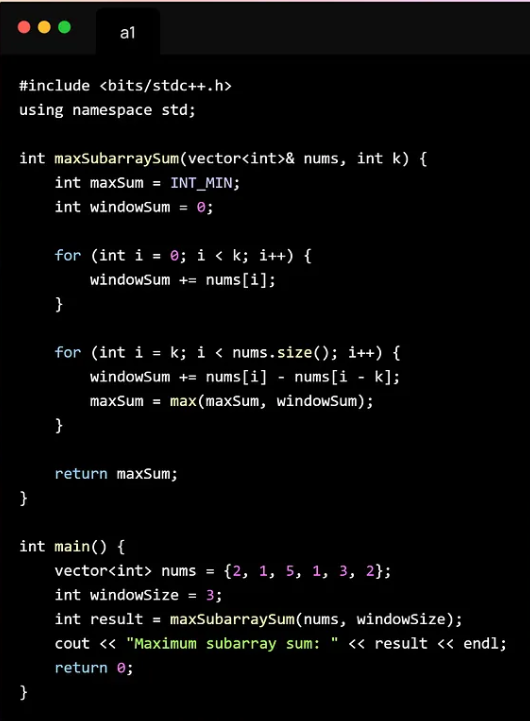 a1
#include <bits/stdc++.h>
using namespace std;

int maxSubarraySum(vector<int>& nums, int k) {
    int maxSum = INT_MIN;
    int windowSum = 0;

    for (int i = 0; i < k; i++) {
        windowSum += nums[i];
    }

    for (int i = k; i < nums.size(); i++) {
        windowSum += nums[i] - nums[i - k];
        maxSum = max(maxSum, windowSum);
    }

    return maxSum;
}

int main() {
    vector<int> nums = {2, 1, 5, 1, 3, 2};
    int windowSize = 3;
    int result = maxSubarraySum(nums, windowSize);
    cout << "Maximum subarray sum: " << result << endl;
    return 0;
}